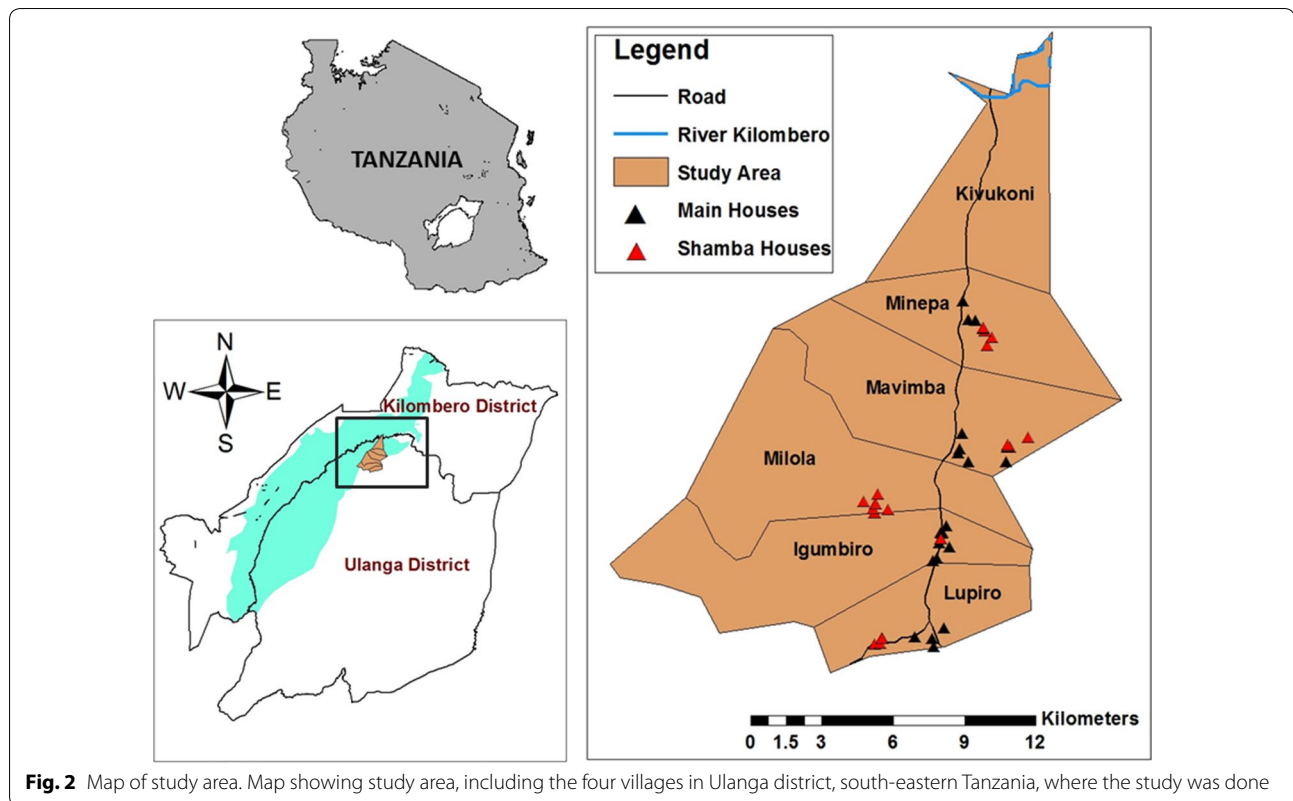 TANZANIA
N
W E
S
Kilombero District
Ulanga District
Legend
Road
River Kilombero
Study Area
Main Houses
Shamba Houses
Kivukoni
Minepa
Mavimba
Milola
Igumbiro
Lupiro
Kilometers
0 1.5 3 6 9 12
Fig. 2 Map of study area. Map showing study area, including the four villages in Ulanga district, south-eastern Tanzania, where the study was done